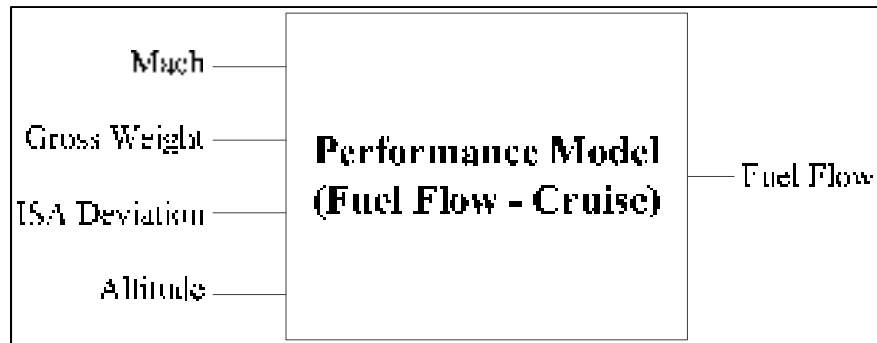 Mach
Gross Weight
ISA Deviation
Altitude
Performance Model
(Fuel Flow - Cruise)
Fuel Flow